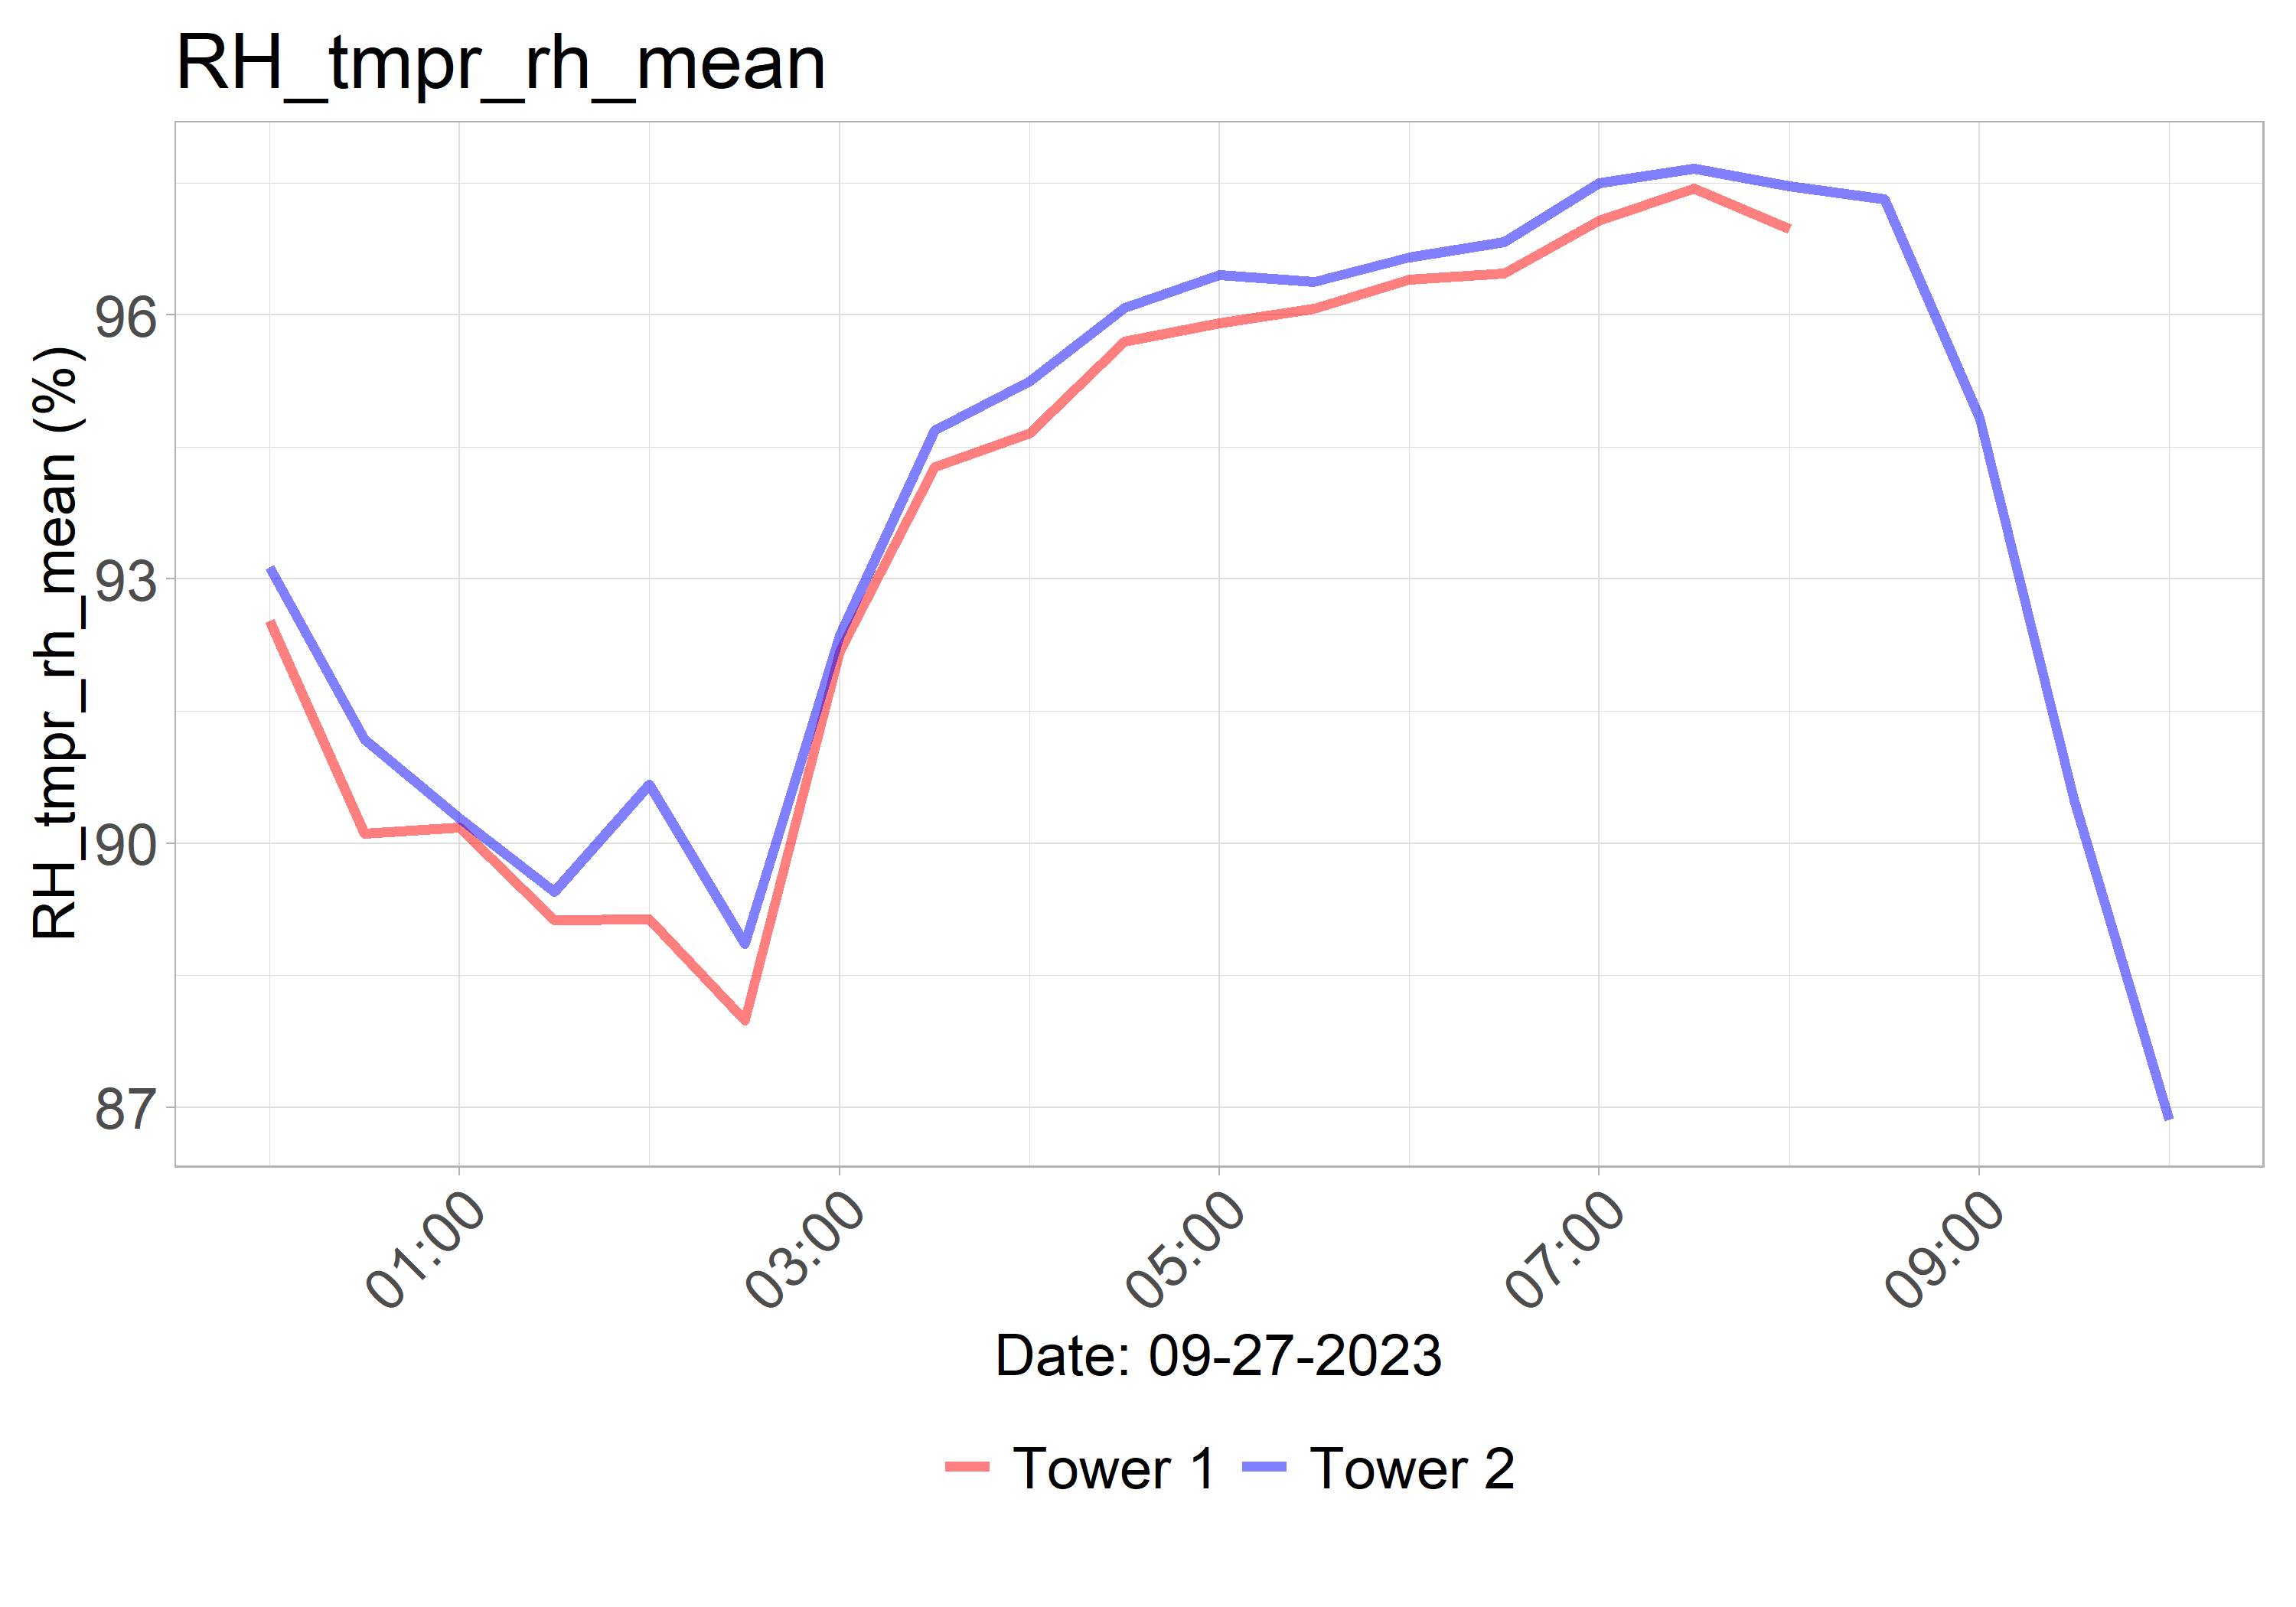 RH_tmpr_rh_mean
RH_tmpr_rh_mean (%)
96
93
90
87
01:00
03:00
05:00
07:00
09:00
Date: 09-27-2023
Tower 1
Tower 2